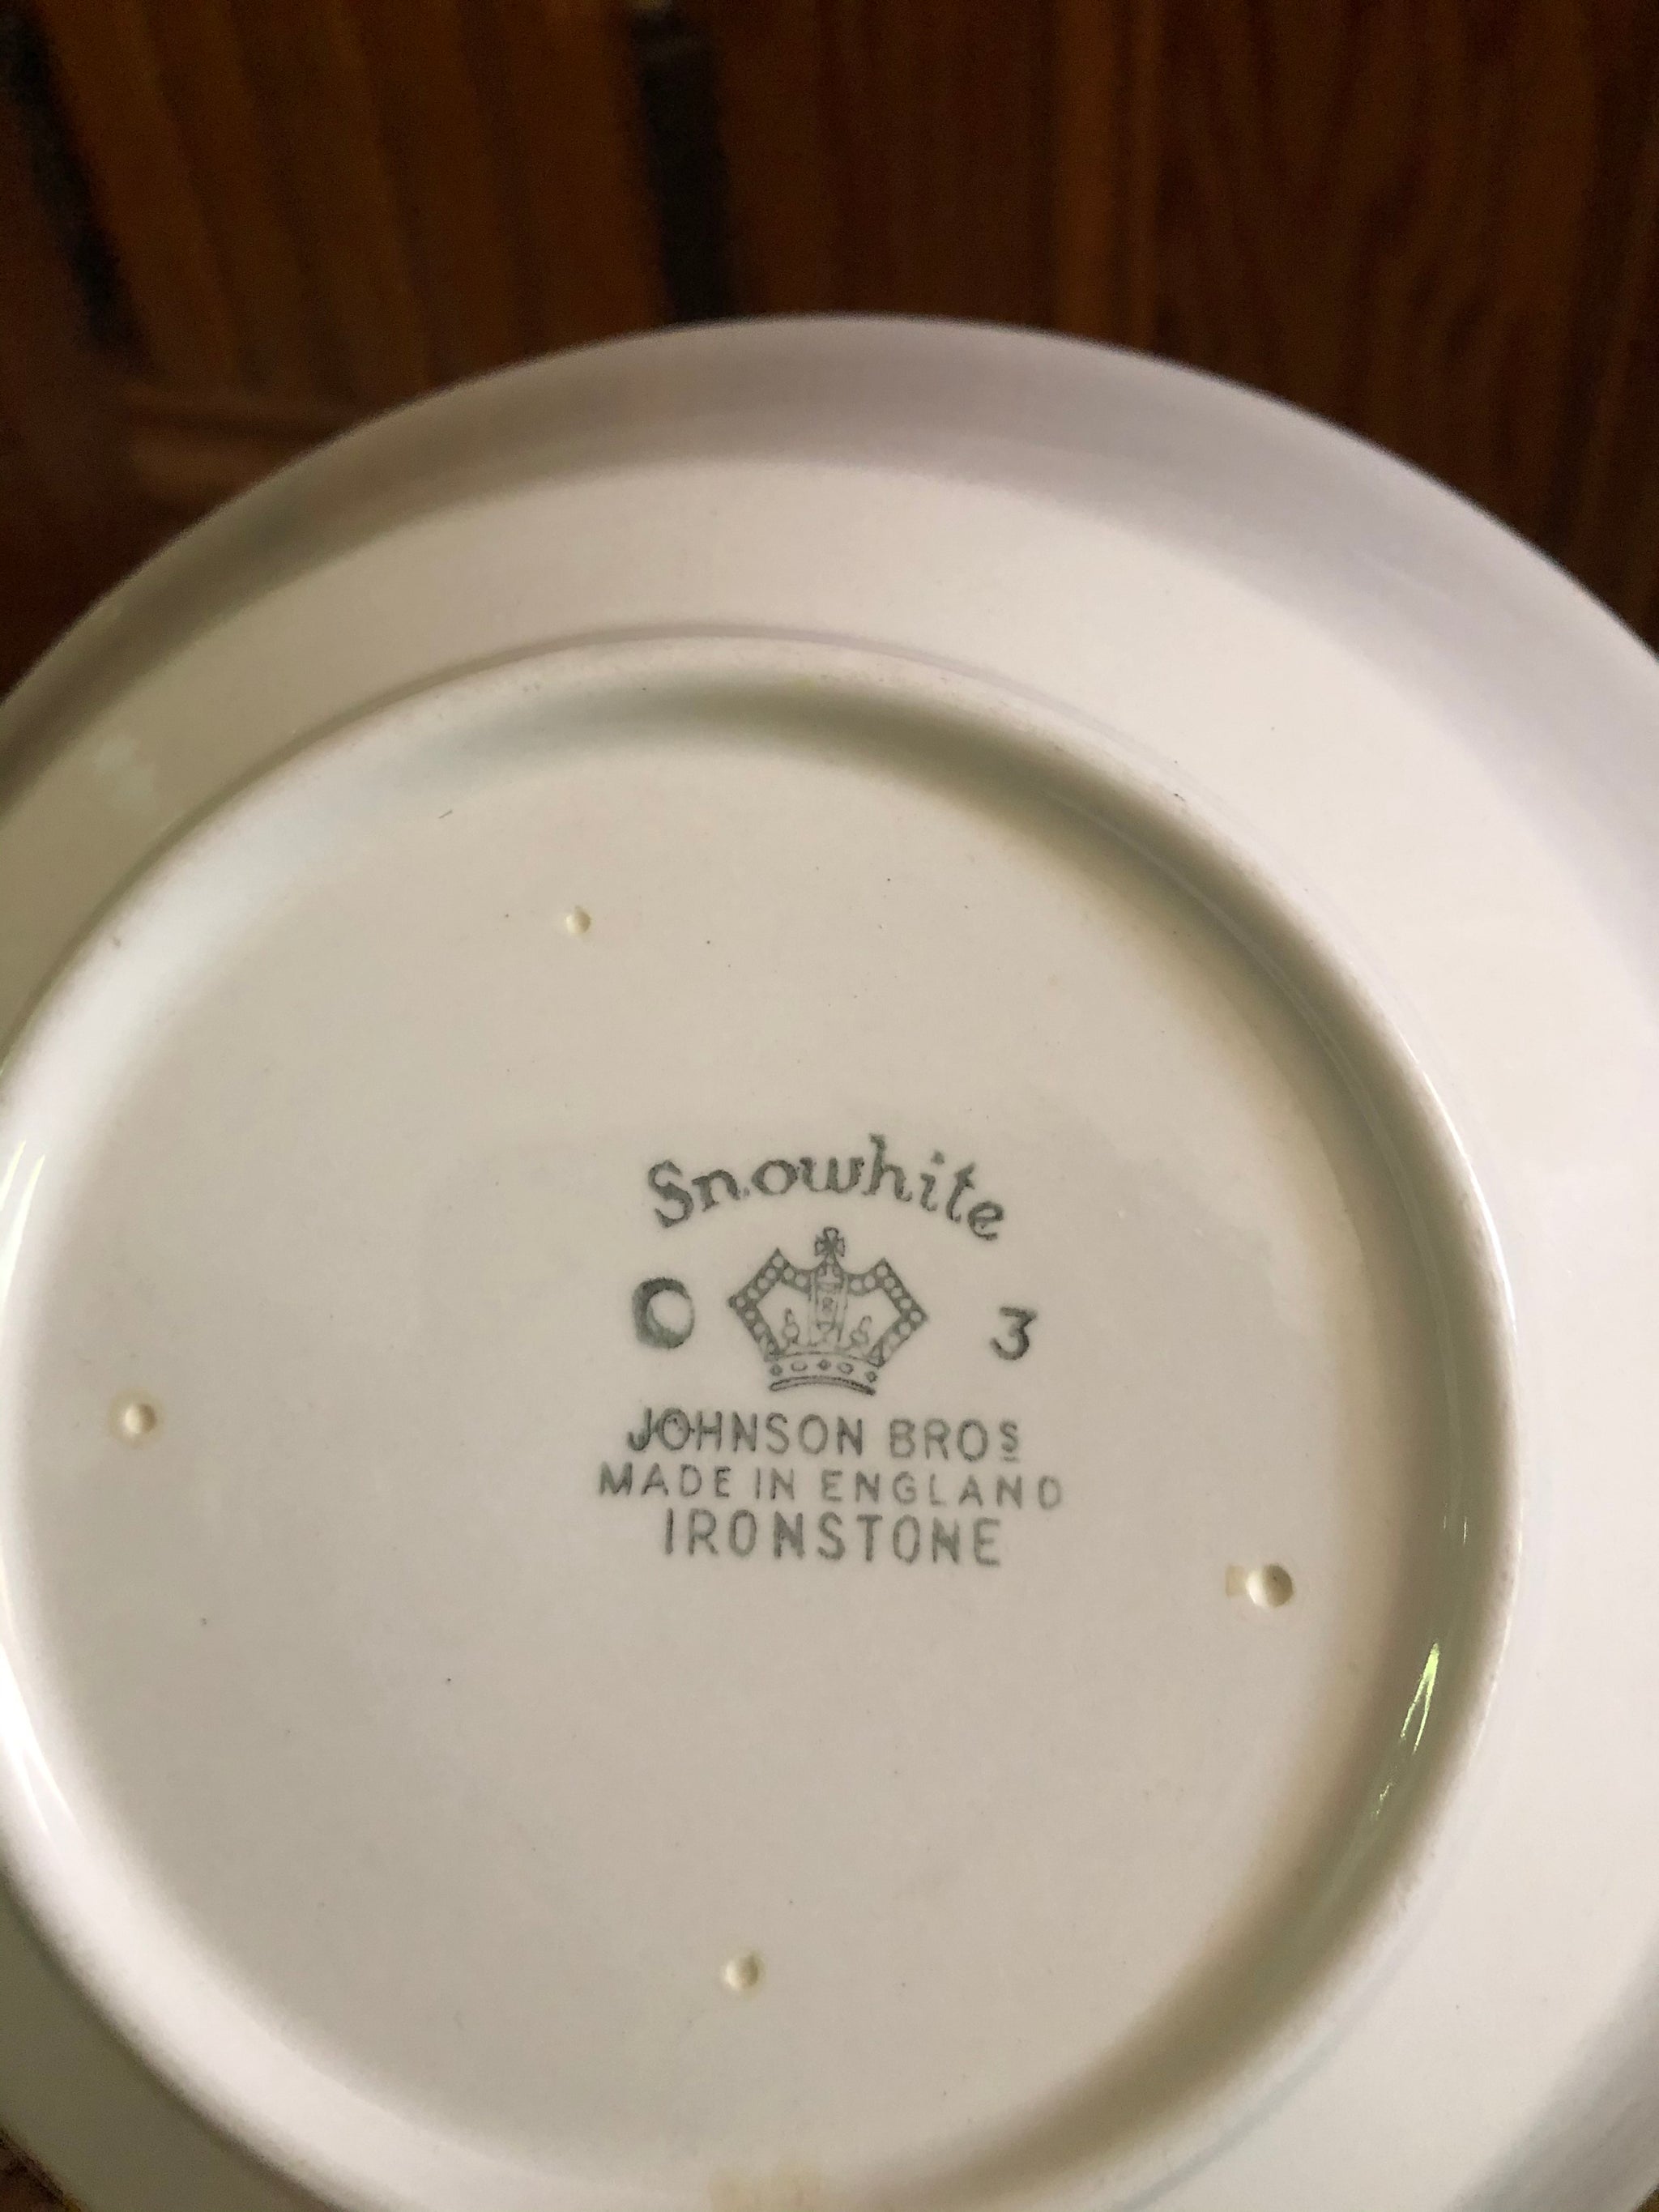 Snowhite
C 3
JOHNSON BROS
MADE IN ENGLAND
IRONSTONE